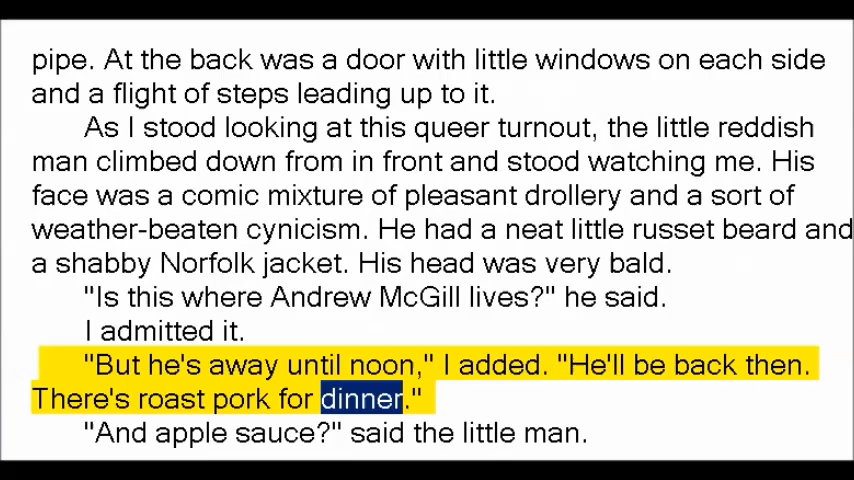 pipe. At the back was a door with little windows on each side
and a flight of steps leading up to it.
As I stood looking at this queer turnout, the little reddish
man climbed down from in front and stood watching me. His
face was a comic mixture of pleasant drollery and a sort of
weather-beaten cynicism. He had a neat little russet beard and
a shabby Norfolk jacket. His head was very bald.
"Is this where Andrew McGill lives?" he said.
I admitted it.
"But he's away until noon," I added. "He'll be back then.
There's roast pork for dinner."
"And apple sauce?" said the little man.